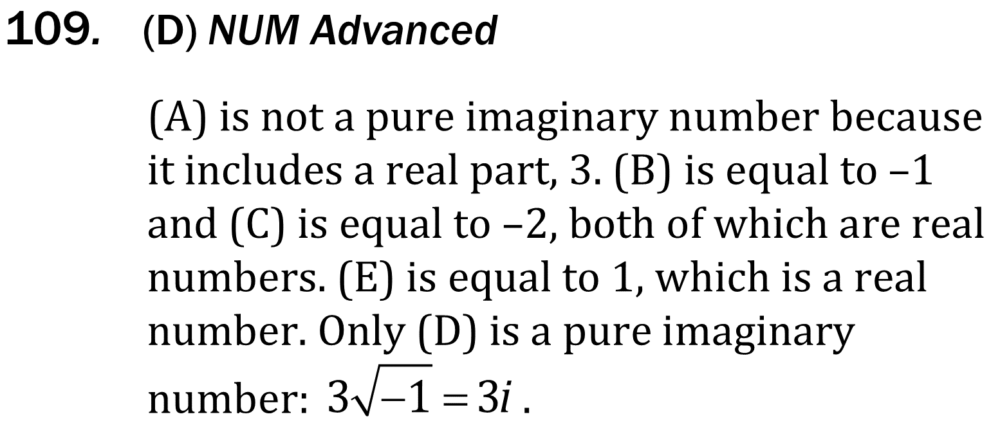 109. (D) NUM Advanced
(A) is not a pure imaginary number because
it includes a real part, 3. (B) is equal to –1
and (C) is equal to –2, both of which are real
numbers. (E) is equal to 1, which is a real
number. Only (D) is a pure imaginary
number: 3√−1 = 3i .